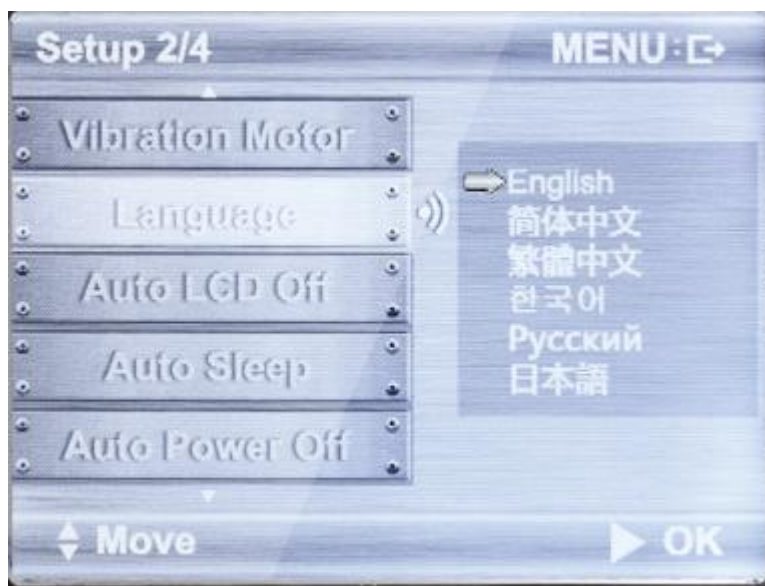 Setup 2/4
MENU:
Vibration Motor
Language
Auto LCD Off
Auto Sleep
Auto Power Off
English
简体中文
繁體中文
한국어
Русский
日本語
Move
OK